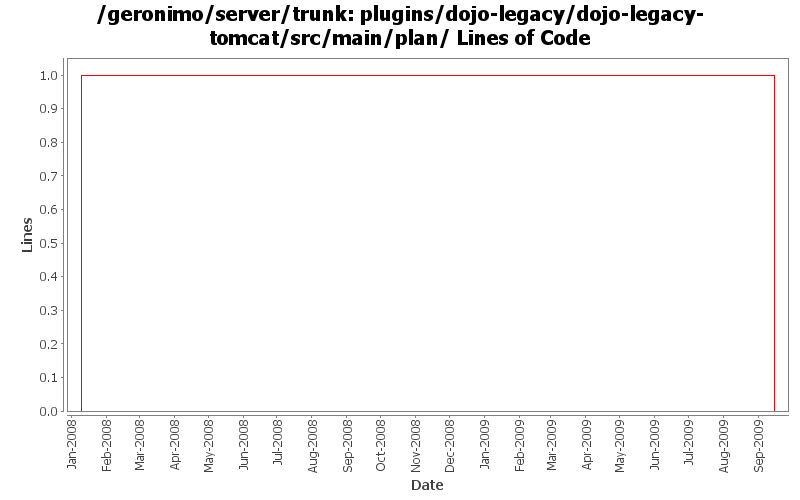 /geronimo/server/trunk: plugins/dojo-legacy/dojo-legacy-
tomcat/src/main/plan/ Lines of Code
1.0
0.9
0.8
0.7
0.6
0.5
0.4
0.3
0.2
0.1
0.0
Lines
Jan-2008
Feb-2008
Mar-2008
Apr-2008
May-2008
Jun-2008
Jul-2008
Aug-2008
Sep-2008
Oct-2008
Nov-2008
Dec-2008
Jan-2009
Feb-2009
Mar-2009
Apr-2009
May-2009
Jun-2009
Jul-2009
Aug-2009
Sep-2009
Date